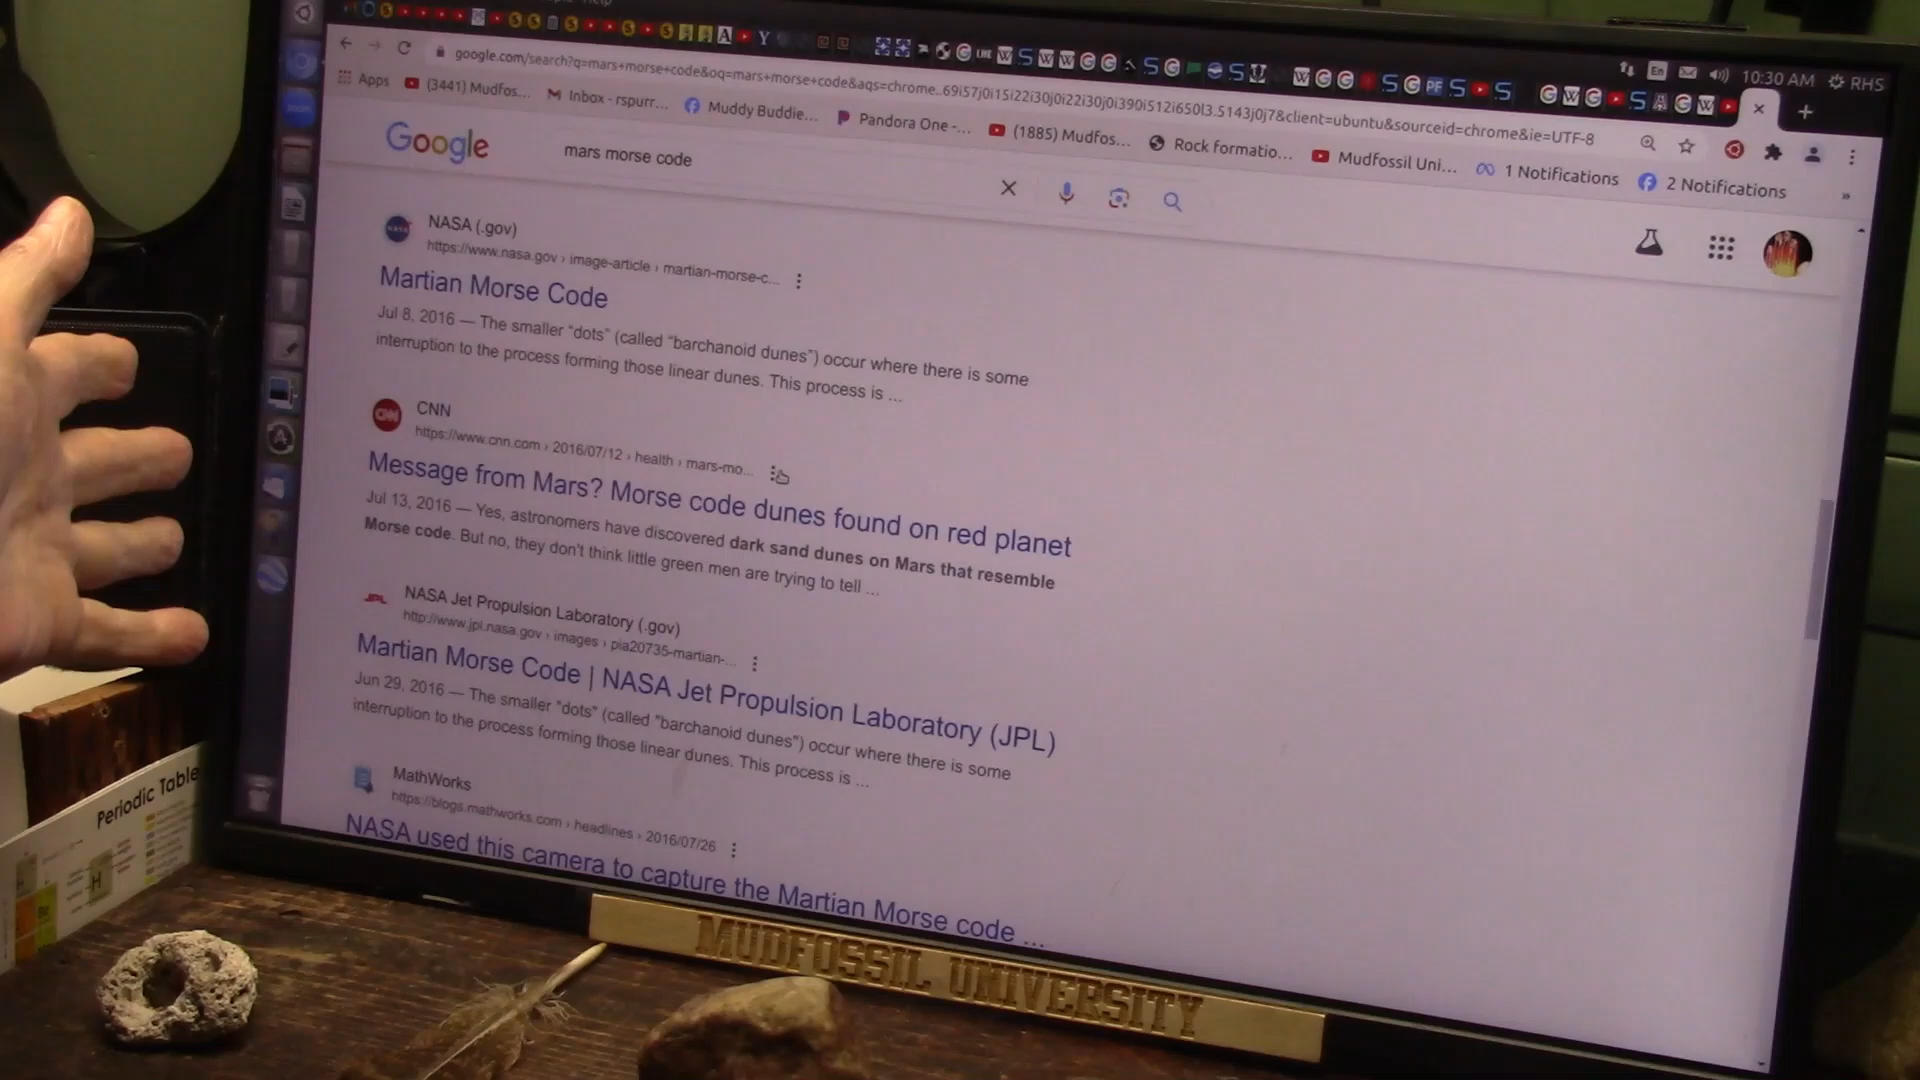 10:30 AM RHS
google.com/search?q=mars+morse+code&oq=mars+morse+code&aqs=chrome..69i57j0i15i22i30j0i22i30j0i390i512i650l3.5143j0j7&client=ubuntu&sourceid=chrome&ie=UTF-8
Apps (3441) Mudfos... Inbox - rspurr... Muddy Buddie... Pandora One -... (1885) Mudfos... Rock formatio... Mudfossil Uni... 1 Notifications 2 Notifications »
Google mars morse code
NASA (.gov)
https://www.nasa.gov › image-article › martian-morse-c...
Martian Morse Code
Jul 8, 2016 — The smaller "dots" (called "barchanoid dunes") occur where there is some
interruption to the process forming those linear dunes. This process is ...
CNN
https://www.cnn.com › 2016/07/12 › health › mars-mo...
Message from Mars? Morse code dunes found on red planet
Jul 13, 2016 — Yes, astronomers have discovered dark sand dunes on Mars that resemble
Morse code. But no, they don't think little green men are trying to tell ...
JPL NASA Jet Propulsion Laboratory (.gov)
http://www.jpl.nasa.gov › images › pia20735-martian-...
Martian Morse Code | NASA Jet Propulsion Laboratory (JPL)
Jun 29, 2016 — The smaller "dots" (called "barchanoid dunes") occur where there is some
interruption to the process forming those linear dunes. This process is ...
MathWorks
https://blogs.mathworks.com › headlines › 2016/07/26
NASA used this camera to capture the Martian Morse code ...
Periodic Table
H
MUDFOSSIL UNIVERSITY